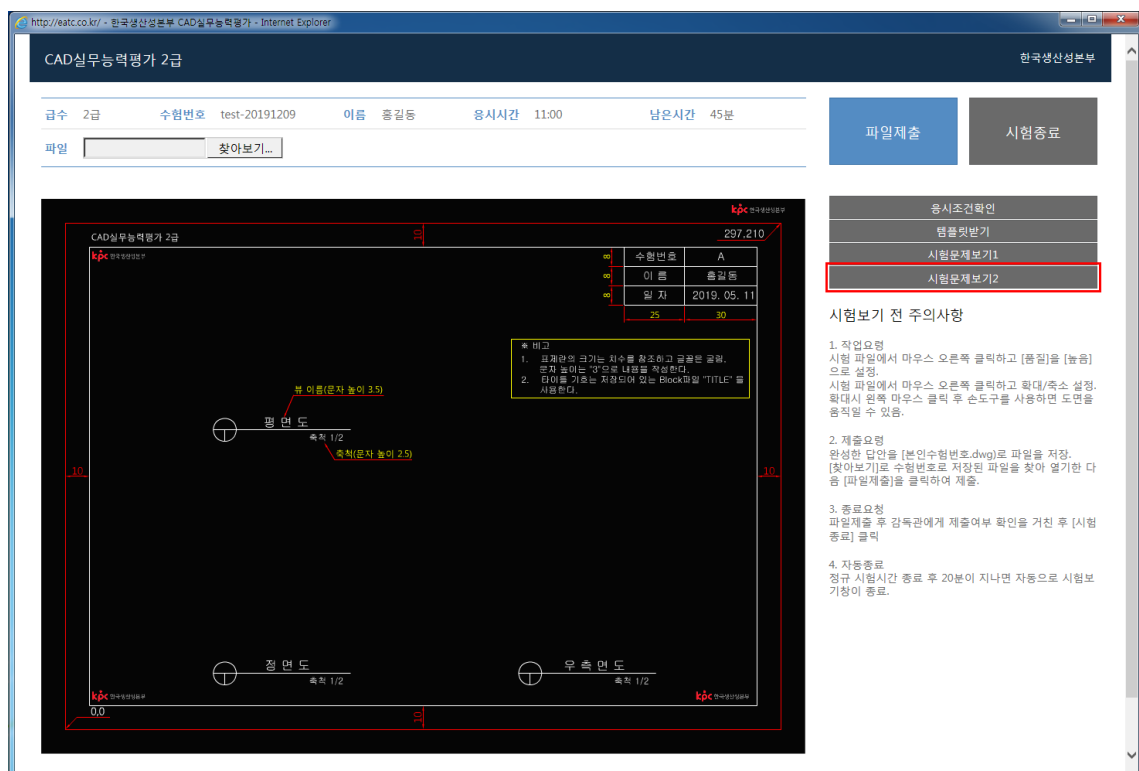 http://eatc.co.kr/ - 한국생산성본부 CAD실무능력평가 - Internet Explorer
CAD실무능력평가 2급
한국생산성본부
급수 2급 수험번호 test-20191209 이름 홍길동 응시시간 11:00 남은시간 45분
파일 찾아보기...
파일제출
시험종료
응시조건확인
템플릿받기
시험문제보기1
시험문제보기2
시험보기 전 주의사항
1. 작업요령
시험 파일에서 마우스 오른쪽 클릭하고 [품질]을 [높음]
으로 설정.
시험 파일에서 마우스 오른쪽 클릭하고 확대/축소 설정.
확대시 왼쪽 마우스 클릭 후 손도구를 사용하면 도면을
움직일 수 있음.
2. 제출요령
완성한 답안을 [본인수험번호.dwg)로 파일을 저장.
[찾아보기]로 수험번호로 저장된 파일을 찾아 열기한 다
음 [파일제출]을 클릭하여 제출.
3. 종료요청
파일제출 후 감독관에게 제출여부 확인을 거친 후 [시험
종료] 클릭
4. 자동종료
정규 시험시간 종료 후 20분이 지나면 자동으로 시험보
기창이 종료.
kpc 한국생산성본부
CAD실무능력평가 2급
10
297,210
kpc 한국생산성본부
8 수험번호 A
8 이 름 홍길동
8 일 자 2019. 05. 11
25 30
※ 비고
1. 표제란의 크기는 치수를 참조하고 글꼴은 굴림,
문자 높이는 "3"으로 내용을 작성한다.
2. 타이틀 기호는 저장되어 있는 Block파일 "TITLE" 을
사용한다.
뷰 이름(문자 높이 3.5)
평 면 도
축척 1/2
축척(문자 높이 2.5)
10
10
정 면 도
축척 1/2
우 측 면 도
축척 1/2
kpc 한국생산성본부
kpc 한국생산성본부
0,0
10